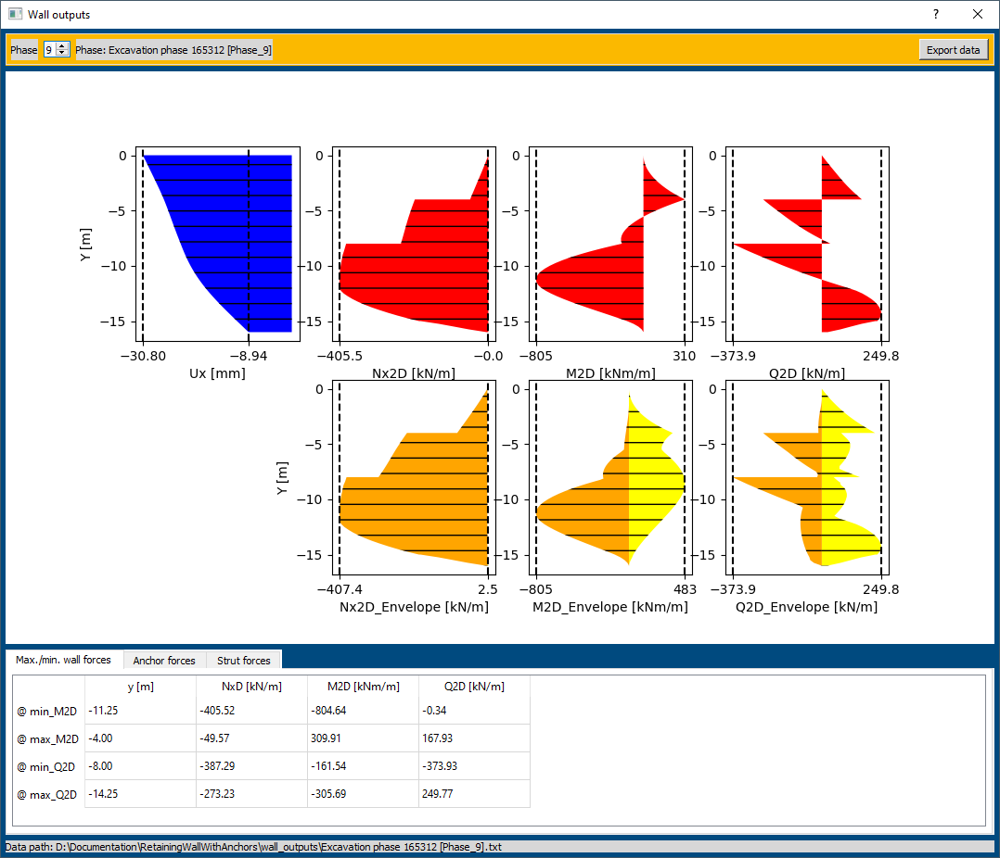 Wall outputs
?
Phase 9 Phase: Excavation phase 165312 [Phase_9] Export data
0 0 0 0
−5 −5 −5 −5
Y [m]
−10 −10 −10 −10
−15 −15 −15 −15
−30.80 −8.94 −405.5 −0.0 −805 310 −373.9 249.8
Ux [mm] Nx2D [kN/m] M2D [kNm/m] Q2D [kN/m]
0 0 0
−5 −5 −5
Y [m]
−10 −10 −10
−15 −15 −15
−407.4 2.5 −805 483 −373.9 249.8
Nx2D_Envelope [kN/m] M2D_Envelope [kNm/m] Q2D_Envelope [kN/m]
Max./min. wall forces Anchor forces Strut forces
y [m] NxD [kN/m] M2D [kNm/m] Q2D [kN/m]
@ min_M2D -11.25 -405.52 -804.64 -0.34
@ max_M2D -4.00 -49.57 309.91 167.93
@ min_Q2D -8.00 -387.29 -161.54 -373.93
@ max_Q2D -14.25 -273.23 -305.69 249.77
Data path: D:\Documentation\RetainingWallWithAnchors\wall_outputs\Excavation phase 165312 [Phase_9].txt